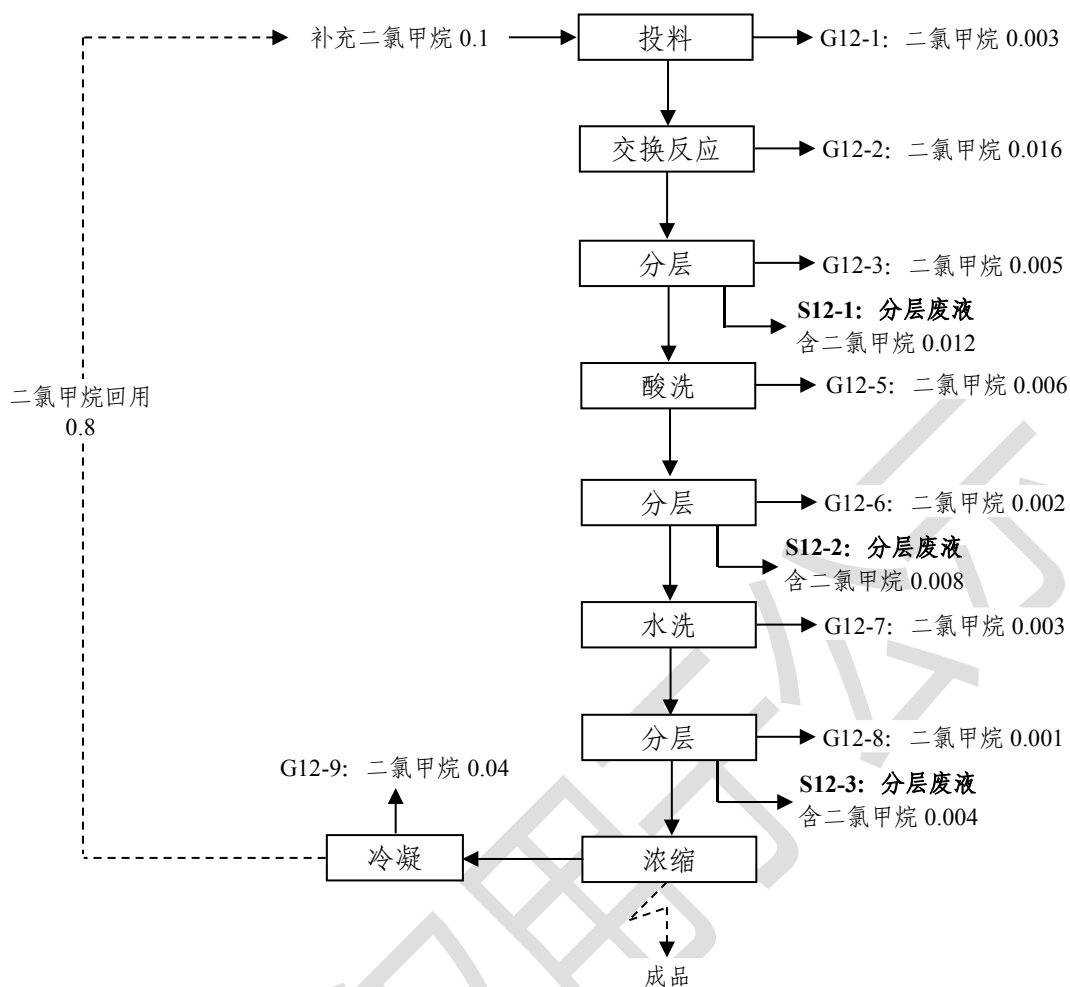 补充二氯甲烷 0.1
投料
G12-1: 二氯甲烷 0.003
交换反应
G12-2: 二氯甲烷 0.016
分层
G12-3: 二氯甲烷 0.005
S12-1: 分层废液
含二氯甲烷 0.012
酸洗
G12-5: 二氯甲烷 0.006
二氯甲烷回用
0.8
分层
G12-6: 二氯甲烷 0.002
S12-2: 分层废液
含二氯甲烷 0.008
水洗
G12-7: 二氯甲烷 0.003
分层
G12-8: 二氯甲烷 0.001
S12-3: 分层废液
含二氯甲烷 0.004
G12-9: 二氯甲烷 0.04
冷凝
浓缩
成品
用于公示